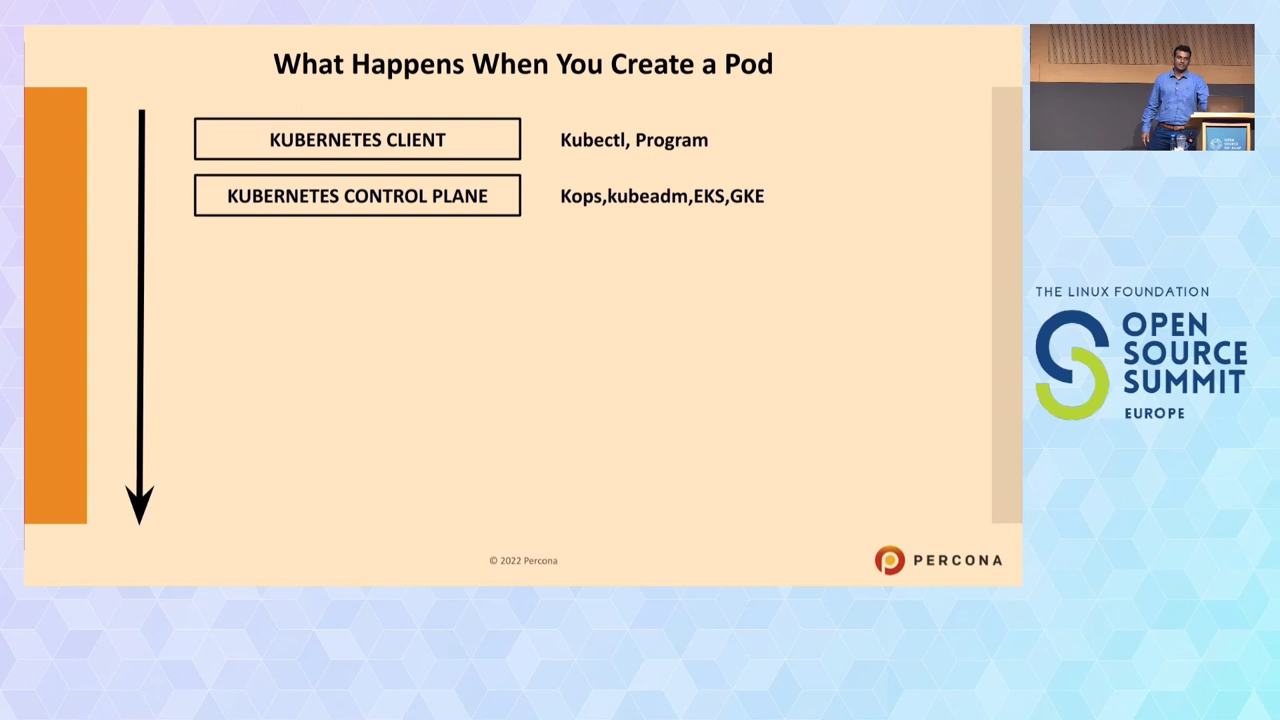 What Happens When You Create a Pod
KUBERNETES CLIENT
Kubectl, Program
KUBERNETES CONTROL PLANE
Kops,kubeadm,EKS,GKE
© 2022 Percona
PERCONA
THE LINUX FOUNDATION
OPEN
SOURCE
SUMMIT
EUROPE